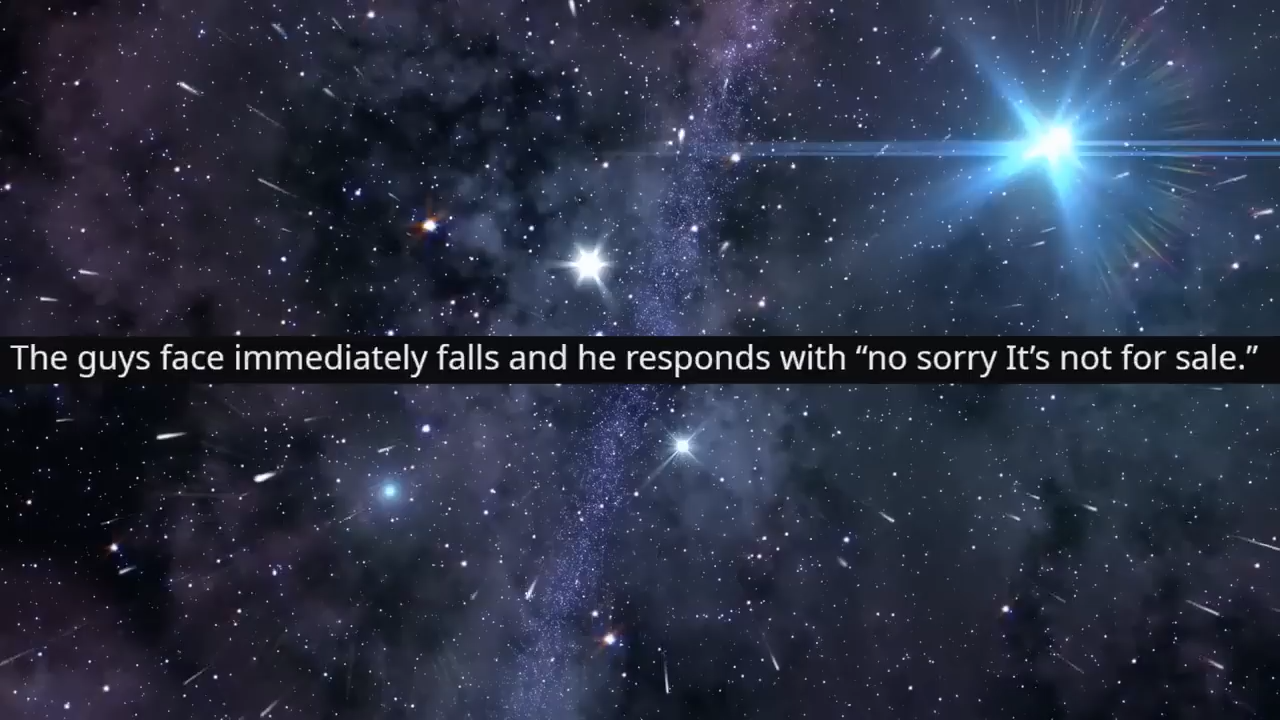 The guys face immediately falls and he responds with “no sorry It’s not for sale.”